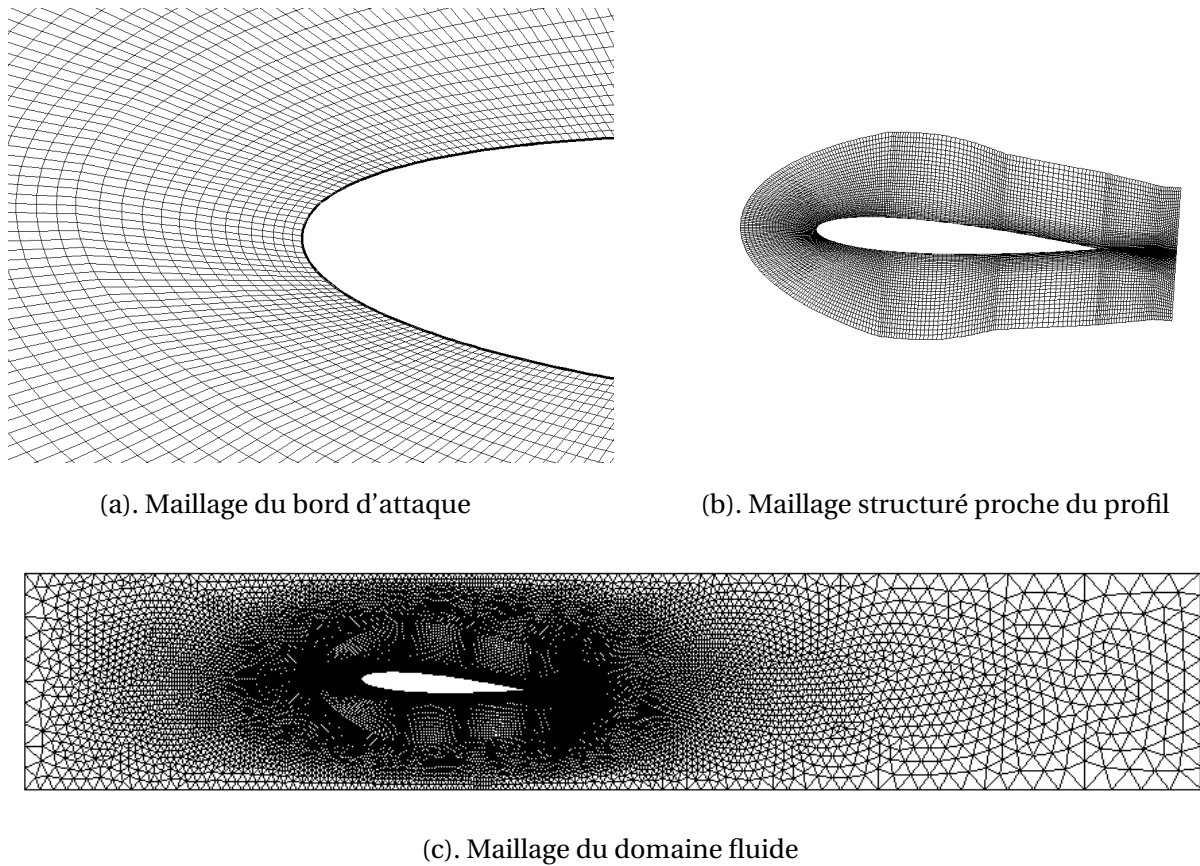 (a). Maillage du bord d'attaque
(b). Maillage structuré proche du profil
(c). Maillage du domaine fluide